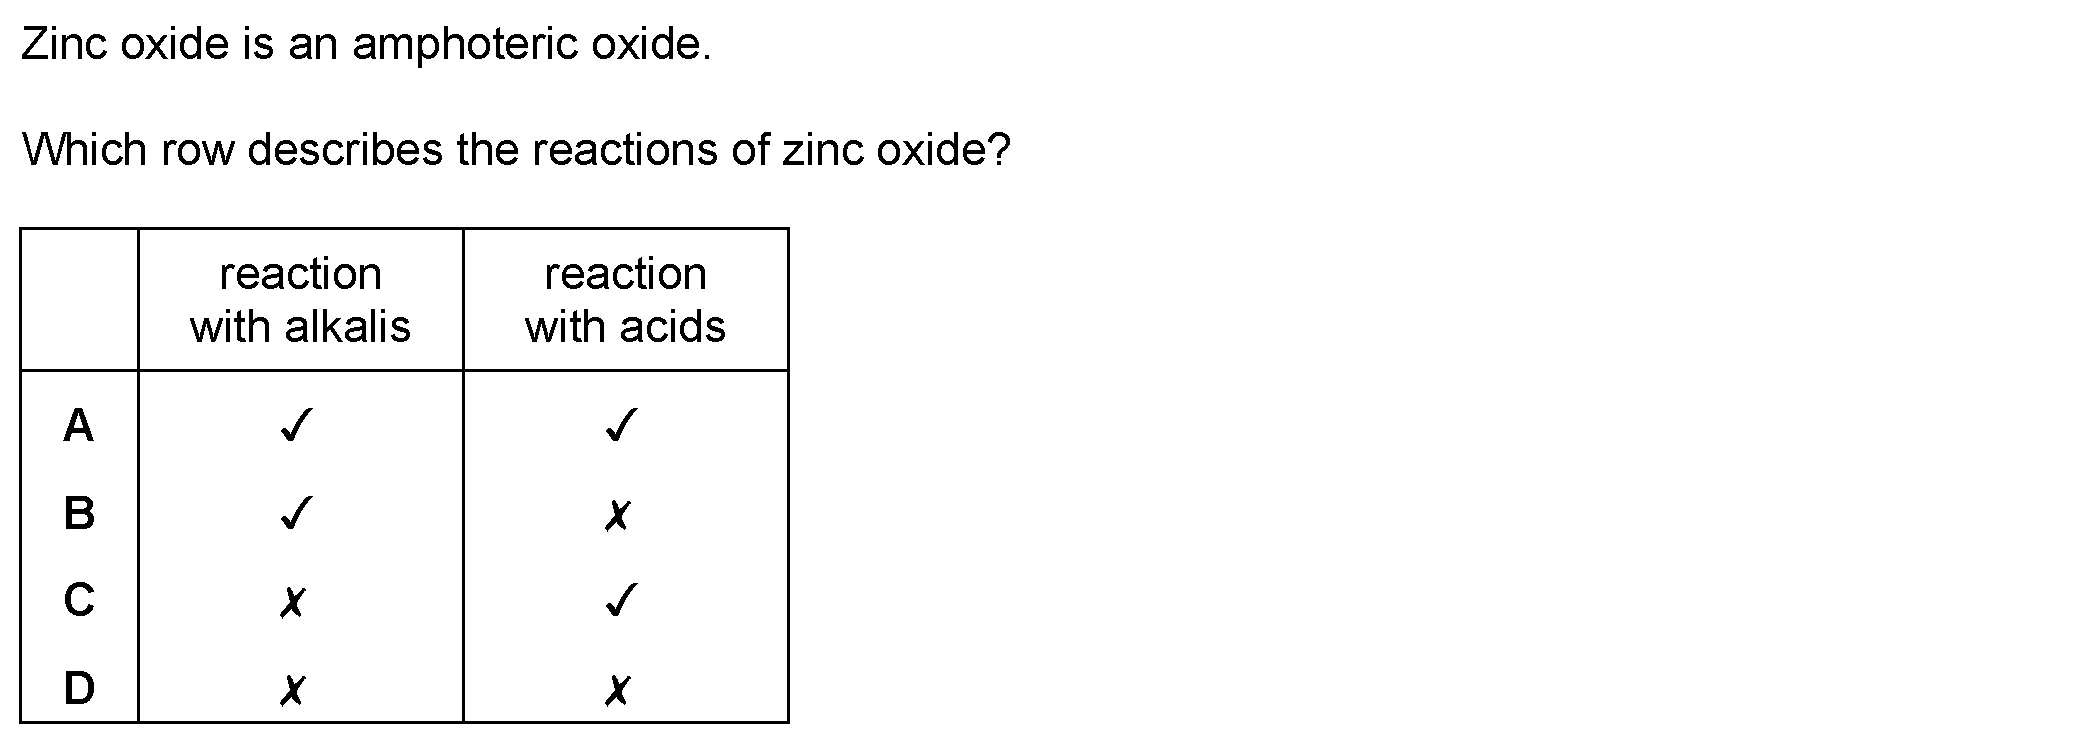 Zinc oxide is an amphoteric oxide.
Which row describes the reactions of zinc oxide?
reaction with alkalis reaction with acids
A ✓ ✓
B ✓ ✗
C ✗ ✓
D ✗ ✗